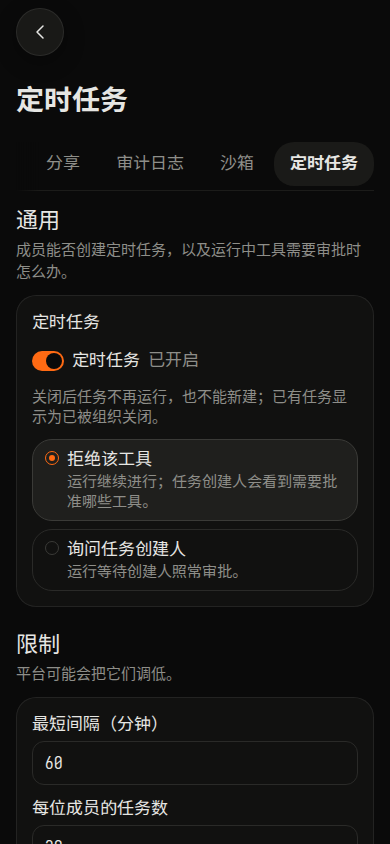 定时任务
分享 审计日志 沙箱 定时任务
通用
成员能否创建定时任务，以及运行中工具需要审批时
怎么办。
定时任务
定时任务 已开启
关闭后任务不再运行，也不能新建；已有任务显
示为已被组织关闭。
拒绝该工具
运行继续进行；任务创建人会看到需要批
准哪些工具。
询问任务创建人
运行等待创建人照常审批。
限制
平台可能会把它们调低。
最短间隔（分钟）
60
每位成员的任务数